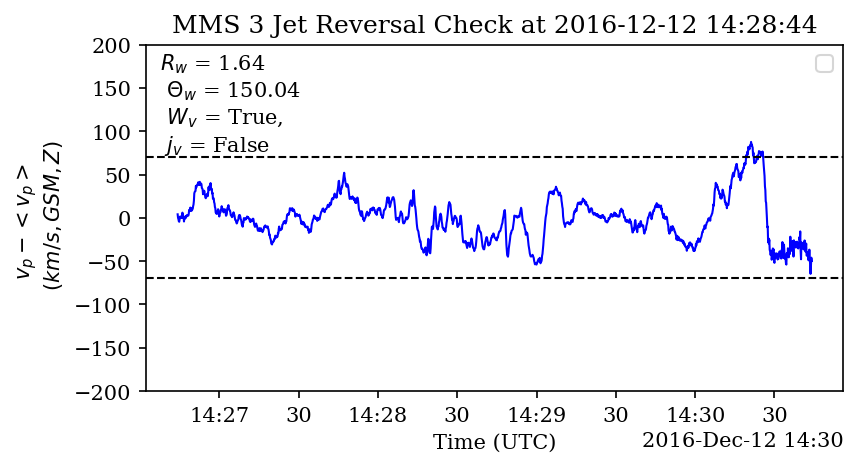 MMS 3 Jet Reversal Check at 2016-12-12 14:28:44
R_w = 1.64
Θ_w = 150.04
W_v = True,
j_v = False
v_p − < v_p >
(km/s, GSM, Z)
200
150
100
50
0
−50
−100
−150
−200
14:27 30 14:28 30 14:29 30 14:30 30
Time (UTC)
2016-Dec-12 14:30